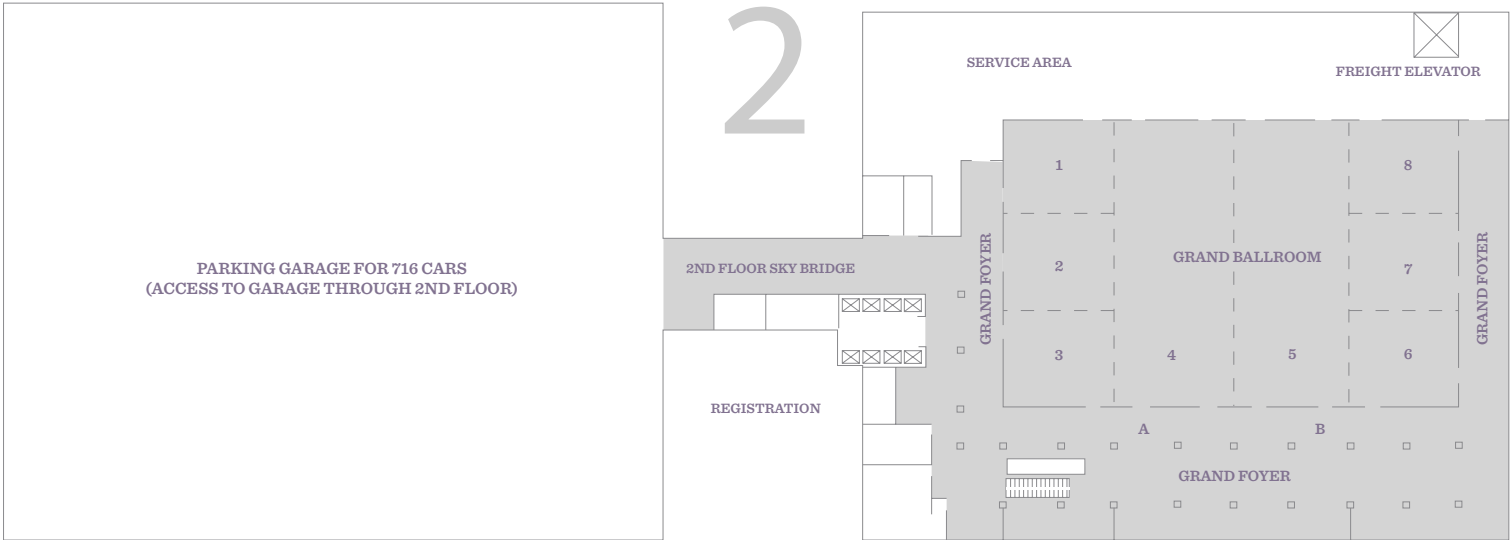 2
SERVICE AREA
FREIGHT ELEVATOR
1
8
PARKING GARAGE FOR 716 CARS
(ACCESS TO GARAGE THROUGH 2ND FLOOR)
2ND FLOOR SKY BRIDGE
GRAND FOYER
2
GRAND BALLROOM
7
GRAND FOYER
3
4
5
6
REGISTRATION
A
B
GRAND FOYER